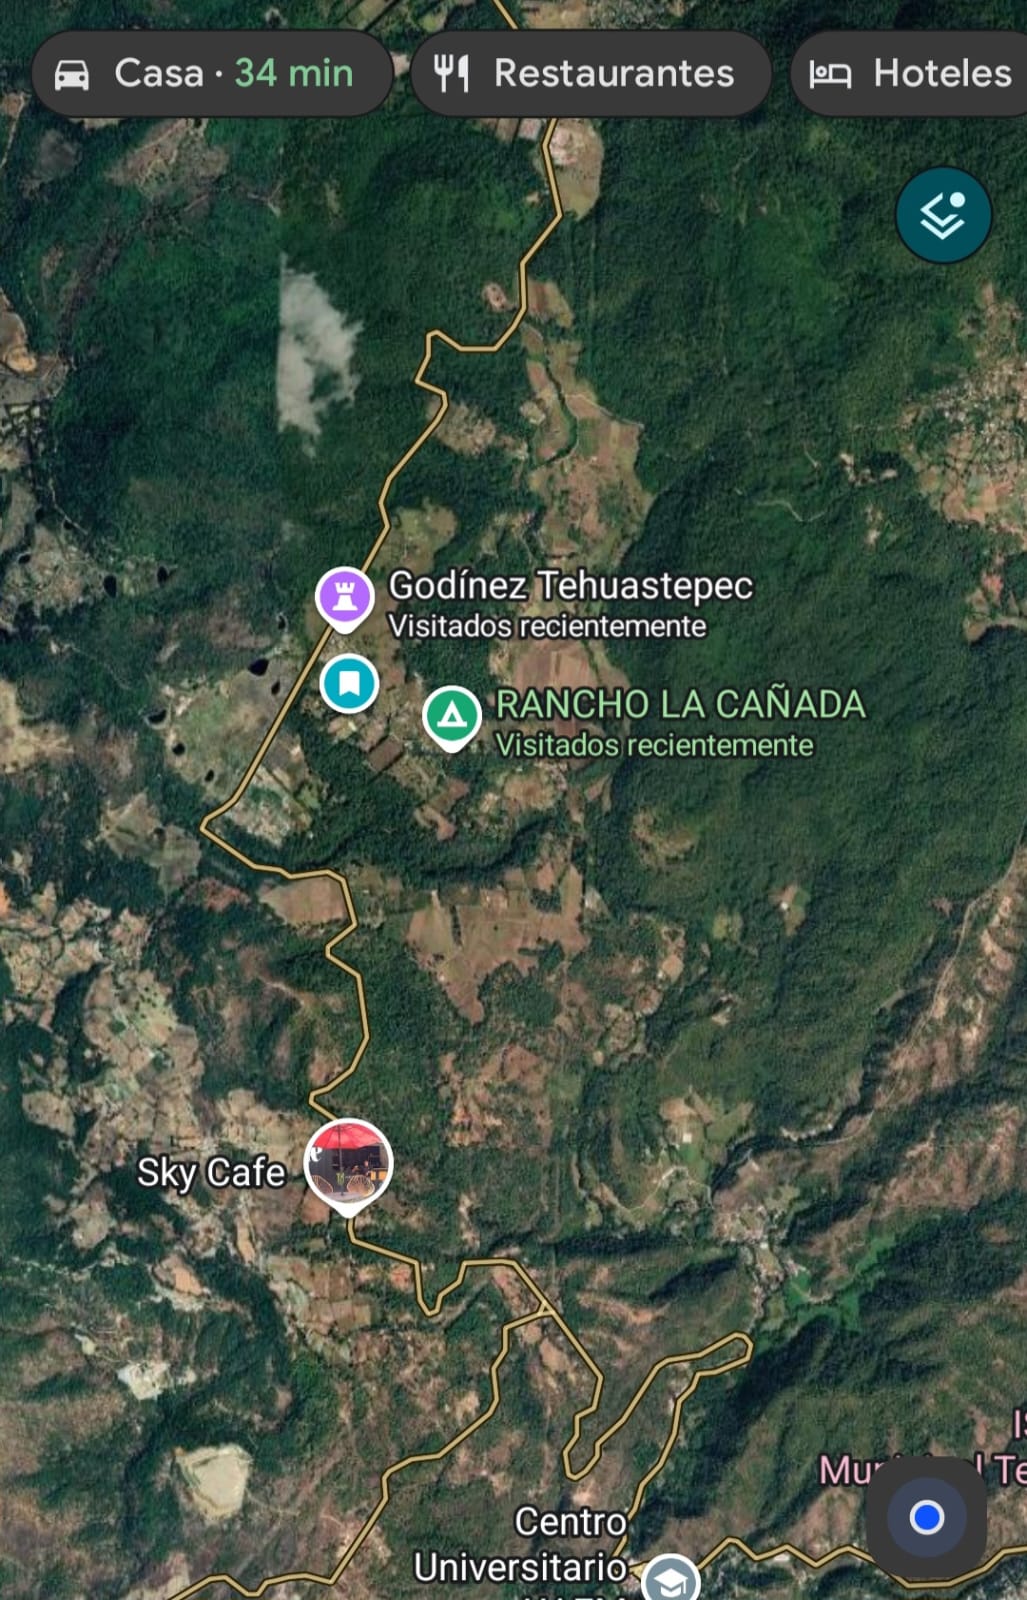 Casa · 34 min
Restaurantes
Hoteles
Godínez Tehuastepec
Visitados recientemente
RANCHO LA CAÑADA
Visitados recientemente
Sky Cafe
Centro
Universitario